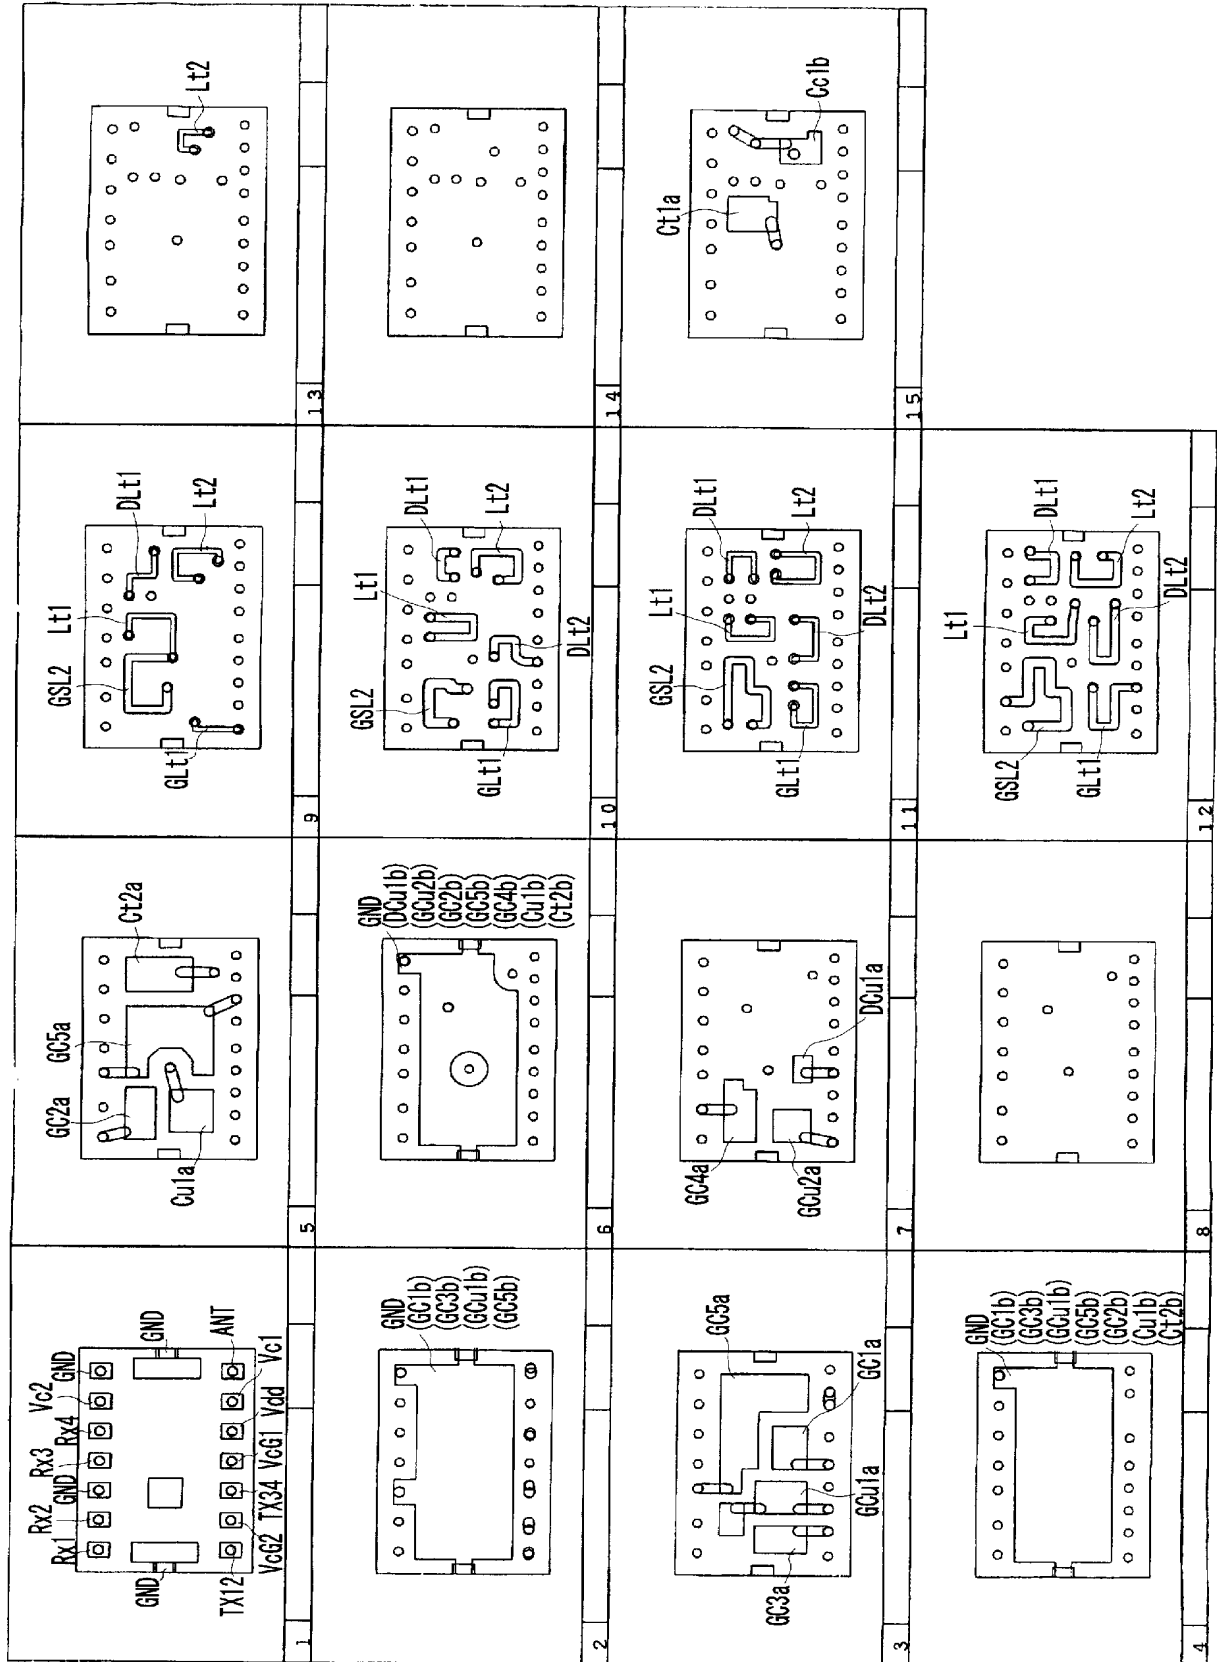 Rx1
Rx2
GND
Rx3
Rx4
Vc2
GND
GND
GND
TX12
VcG2
TX34
VcG1
Vdd
Vc1
ANT
1
GND
(GC1b)
(GC3b)
(GCu1b)
(GC5b)
2
GC5a
GC1a
GCu1a
GC3a
3
GND
(GC1b)
(GC3b)
(GCu1b)
(GC5b)
(GC2b)
(Cu1b)
(Ct2b)
4
GC2a
GC5a
Ct2a
Cu1a
5
GND
(DCu1b)
(GCu2b)
(GC2b)
(GC5b)
(GC4b)
(Cu1b)
(Ct2b)
6
GC4a
GCu2a
DCu1a
7
8
GSL2
Lt1
DLt1
Lt2
GLt1
9
GSL2
Lt1
DLt1
Lt2
GLt1
DLt2
10
GSL2
Lt1
DLt1
Lt2
GLt1
DLt2
11
GSL2
Lt1
DLt1
Lt2
GLt1
DLt2
12
Lt2
13
14
Ct1a
Cc1b
15